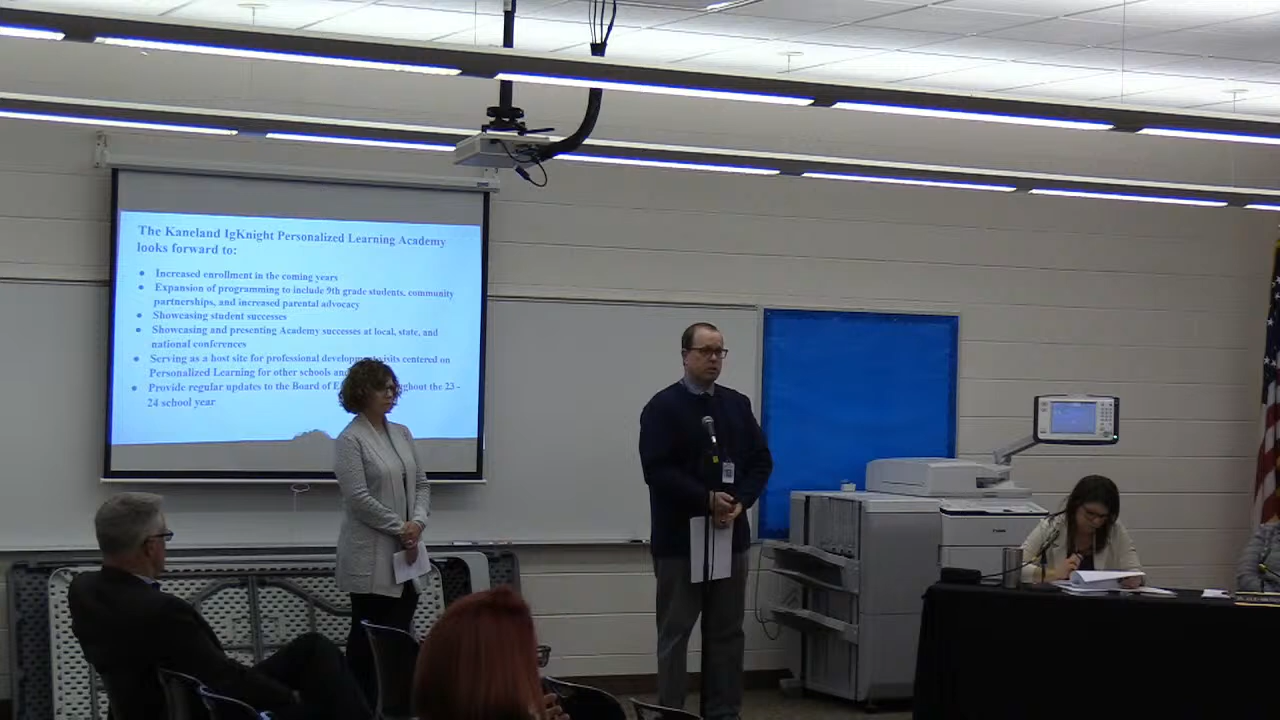 The Kaneland IgKnight Personalized Learning Academy
looks forward to:
● Increased enrollment in the coming years
● Expansion of programming to include 9th grade students, community
partnerships, and increased parental advocacy
● Showcasing student successes
● Showcasing and presenting Academy successes at local, state, and
national conferences
● Serving as a host site for professional development visits centered on
Personalized Learning for other schools and
● Provide regular updates to the Board of throughout the 23 -
24 school year